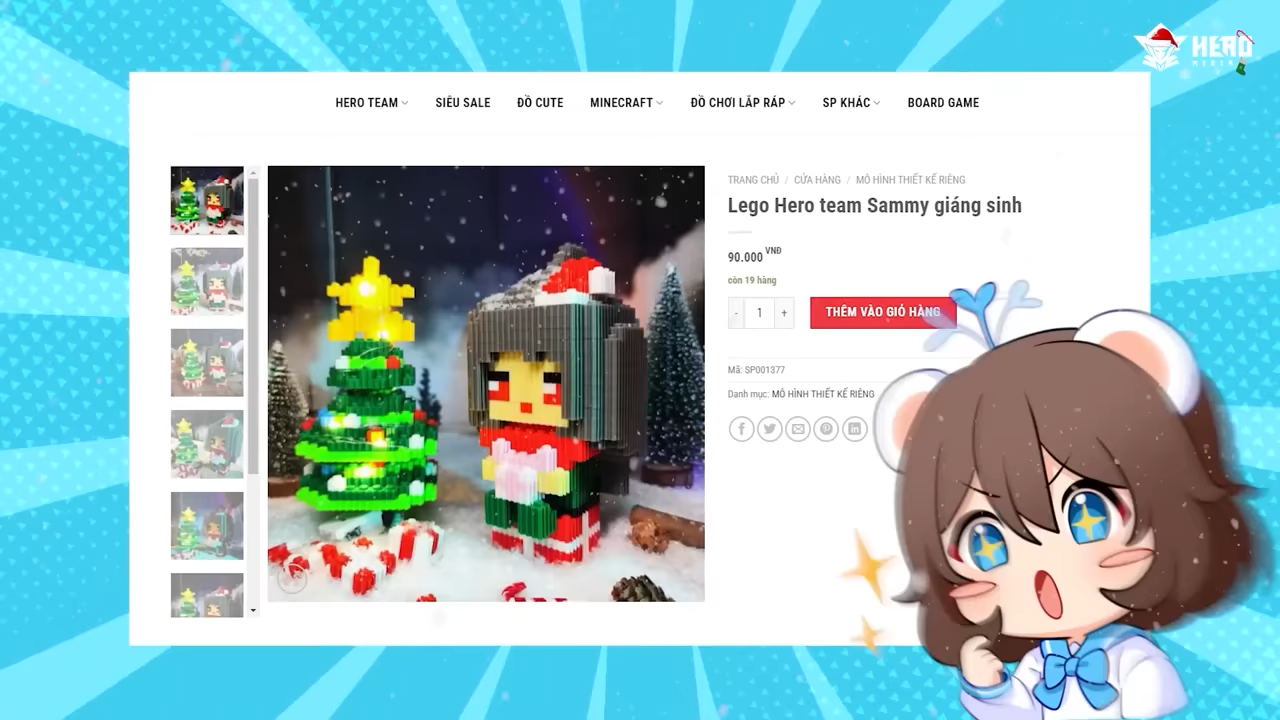 HERO
MEDIA
HERO TEAM SIÊU SALE ĐỒ CUTE MINECRAFT ĐỒ CHƠI LẮP RÁP SP KHÁC BOARD GAME
TRANG CHỦ / CỬA HÀNG / MÔ HÌNH THIẾT KẾ RIÊNG
Lego Hero team Sammy giáng sinh
90.000 VNĐ
còn 19 hàng
- 1 + THÊM VÀO GIỎ HÀNG
Mã: SP001377
Danh mục: MÔ HÌNH THIẾT KẾ RIÊNG